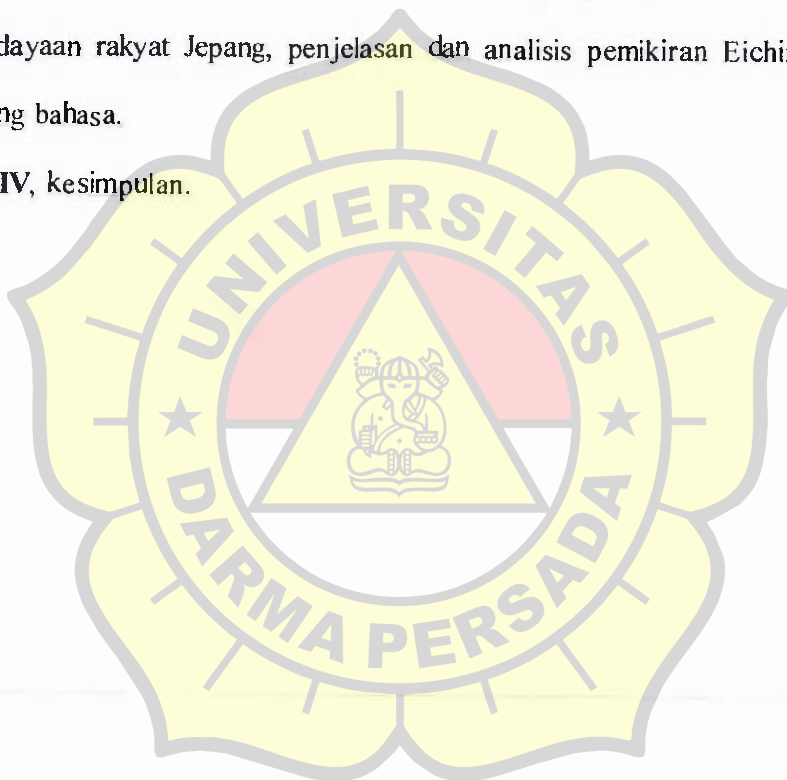 dayaan rakyat Jepang, penjelasan dan analisis pemikiran Eichi
ng bahasa.
IV, kesimpulan.
UNIVERSITAS
DARMA PERSADA